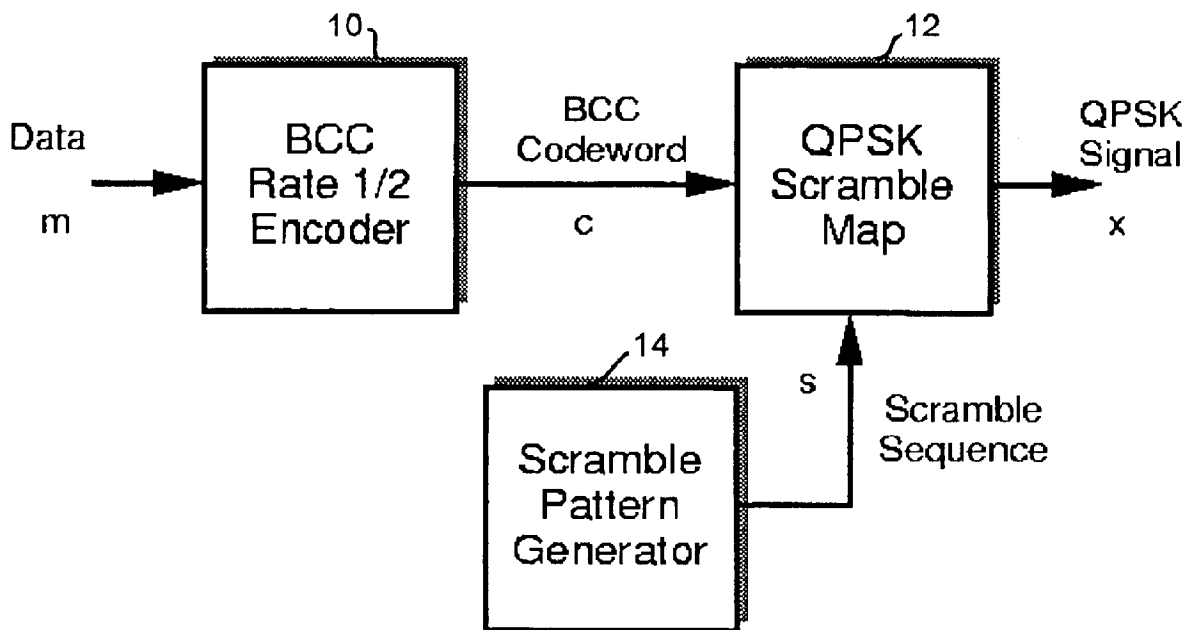 10
12
Data
m
BCC
Rate 1/2
Encoder
BCC
Codeword
c
QPSK
Scramble
Map
QPSK
Signal
x
14
s
Scramble
Sequence
Scramble
Pattern
Generator